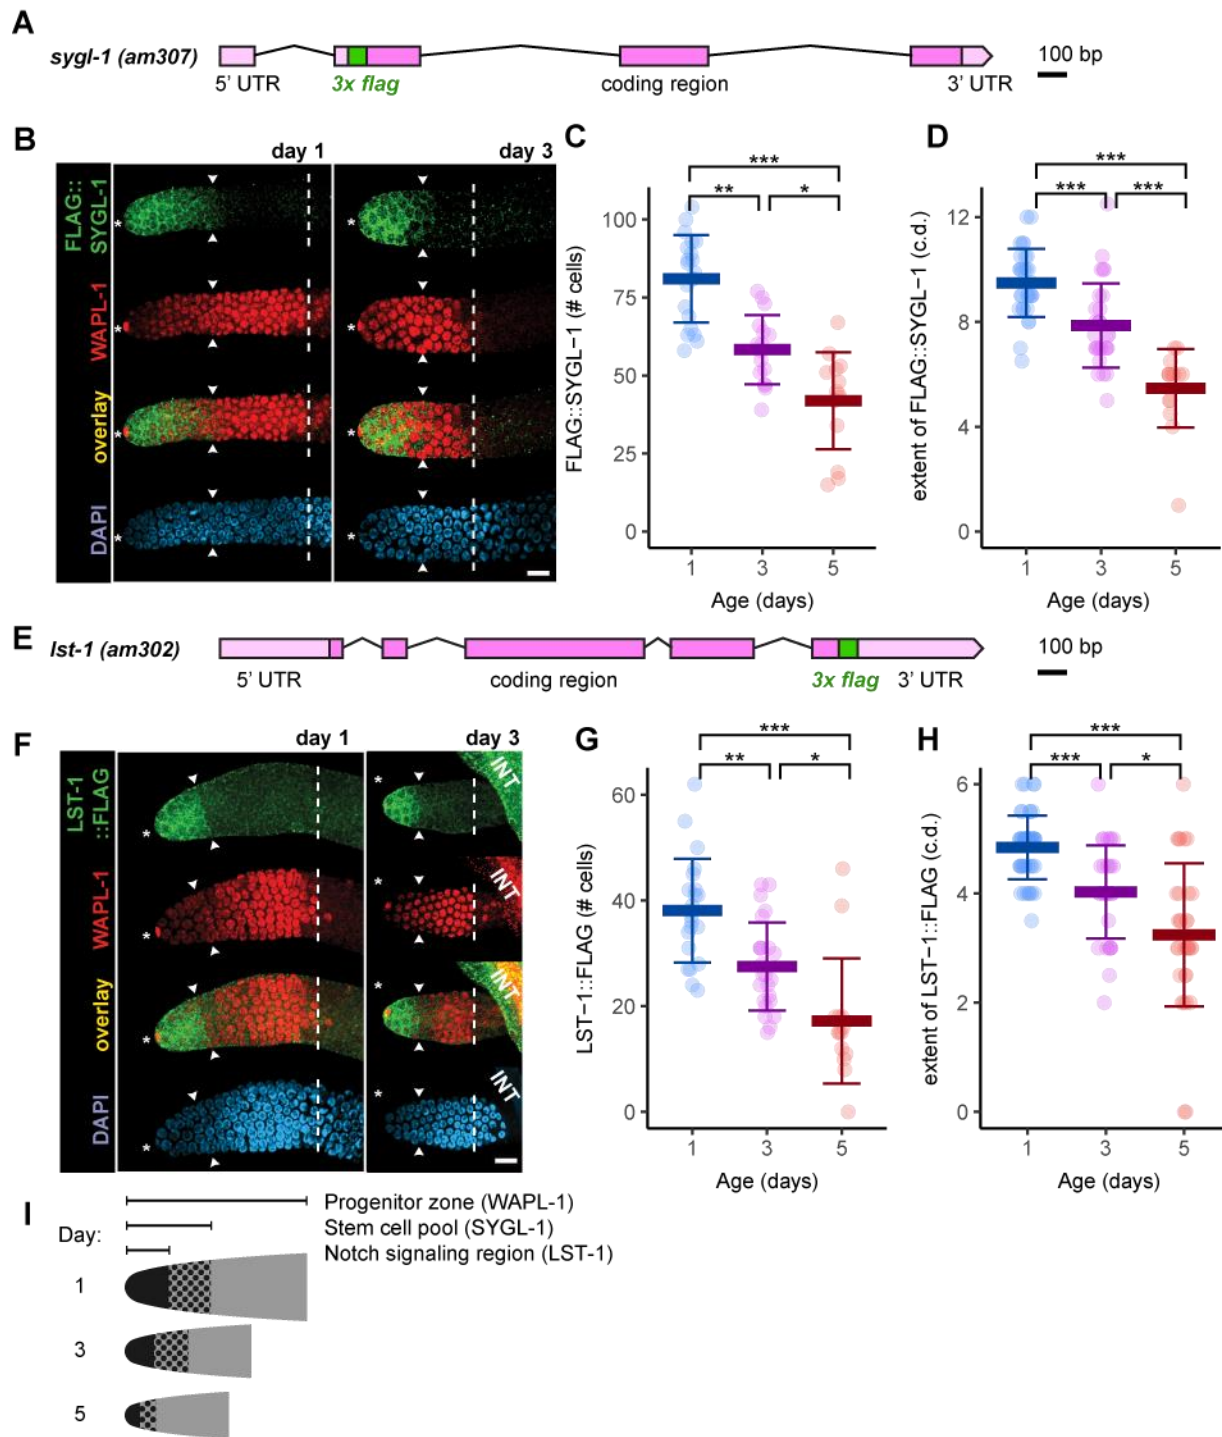 A
sygl-1 (am307)
5' UTR
3x flag
coding region
3' UTR
100 bp
B
day 1
day 3
FLAG::
SYGL-1
WAPL-1
overlay
DAPI
*
*
*
*
*
*
*
*
C
***
**
*
FLAG::SYGL−1 (# cells)
100
75
50
25
0
1
3
5
Age (days)
D
***
***
***
extent of FLAG::SYGL−1 (c.d.)
12
8
4
0
1
3
5
Age (days)
E
lst-1 (am302)
5' UTR
coding region
3x flag
3' UTR
100 bp
F
day 1
day 3
LST-1
::FLAG
WAPL-1
overlay
DAPI
INT
INT
INT
INT
*
*
*
*
*
*
*
*
G
***
**
*
LST−1::FLAG (# cells)
60
40
20
0
1
3
5
Age (days)
H
***
***
*
extent of LST−1::FLAG (c.d.)
6
4
2
0
1
3
5
Age (days)
I
Progenitor zone (WAPL-1)
Stem cell pool (SYGL-1)
Notch signaling region (LST-1)
Day:
1
3
5